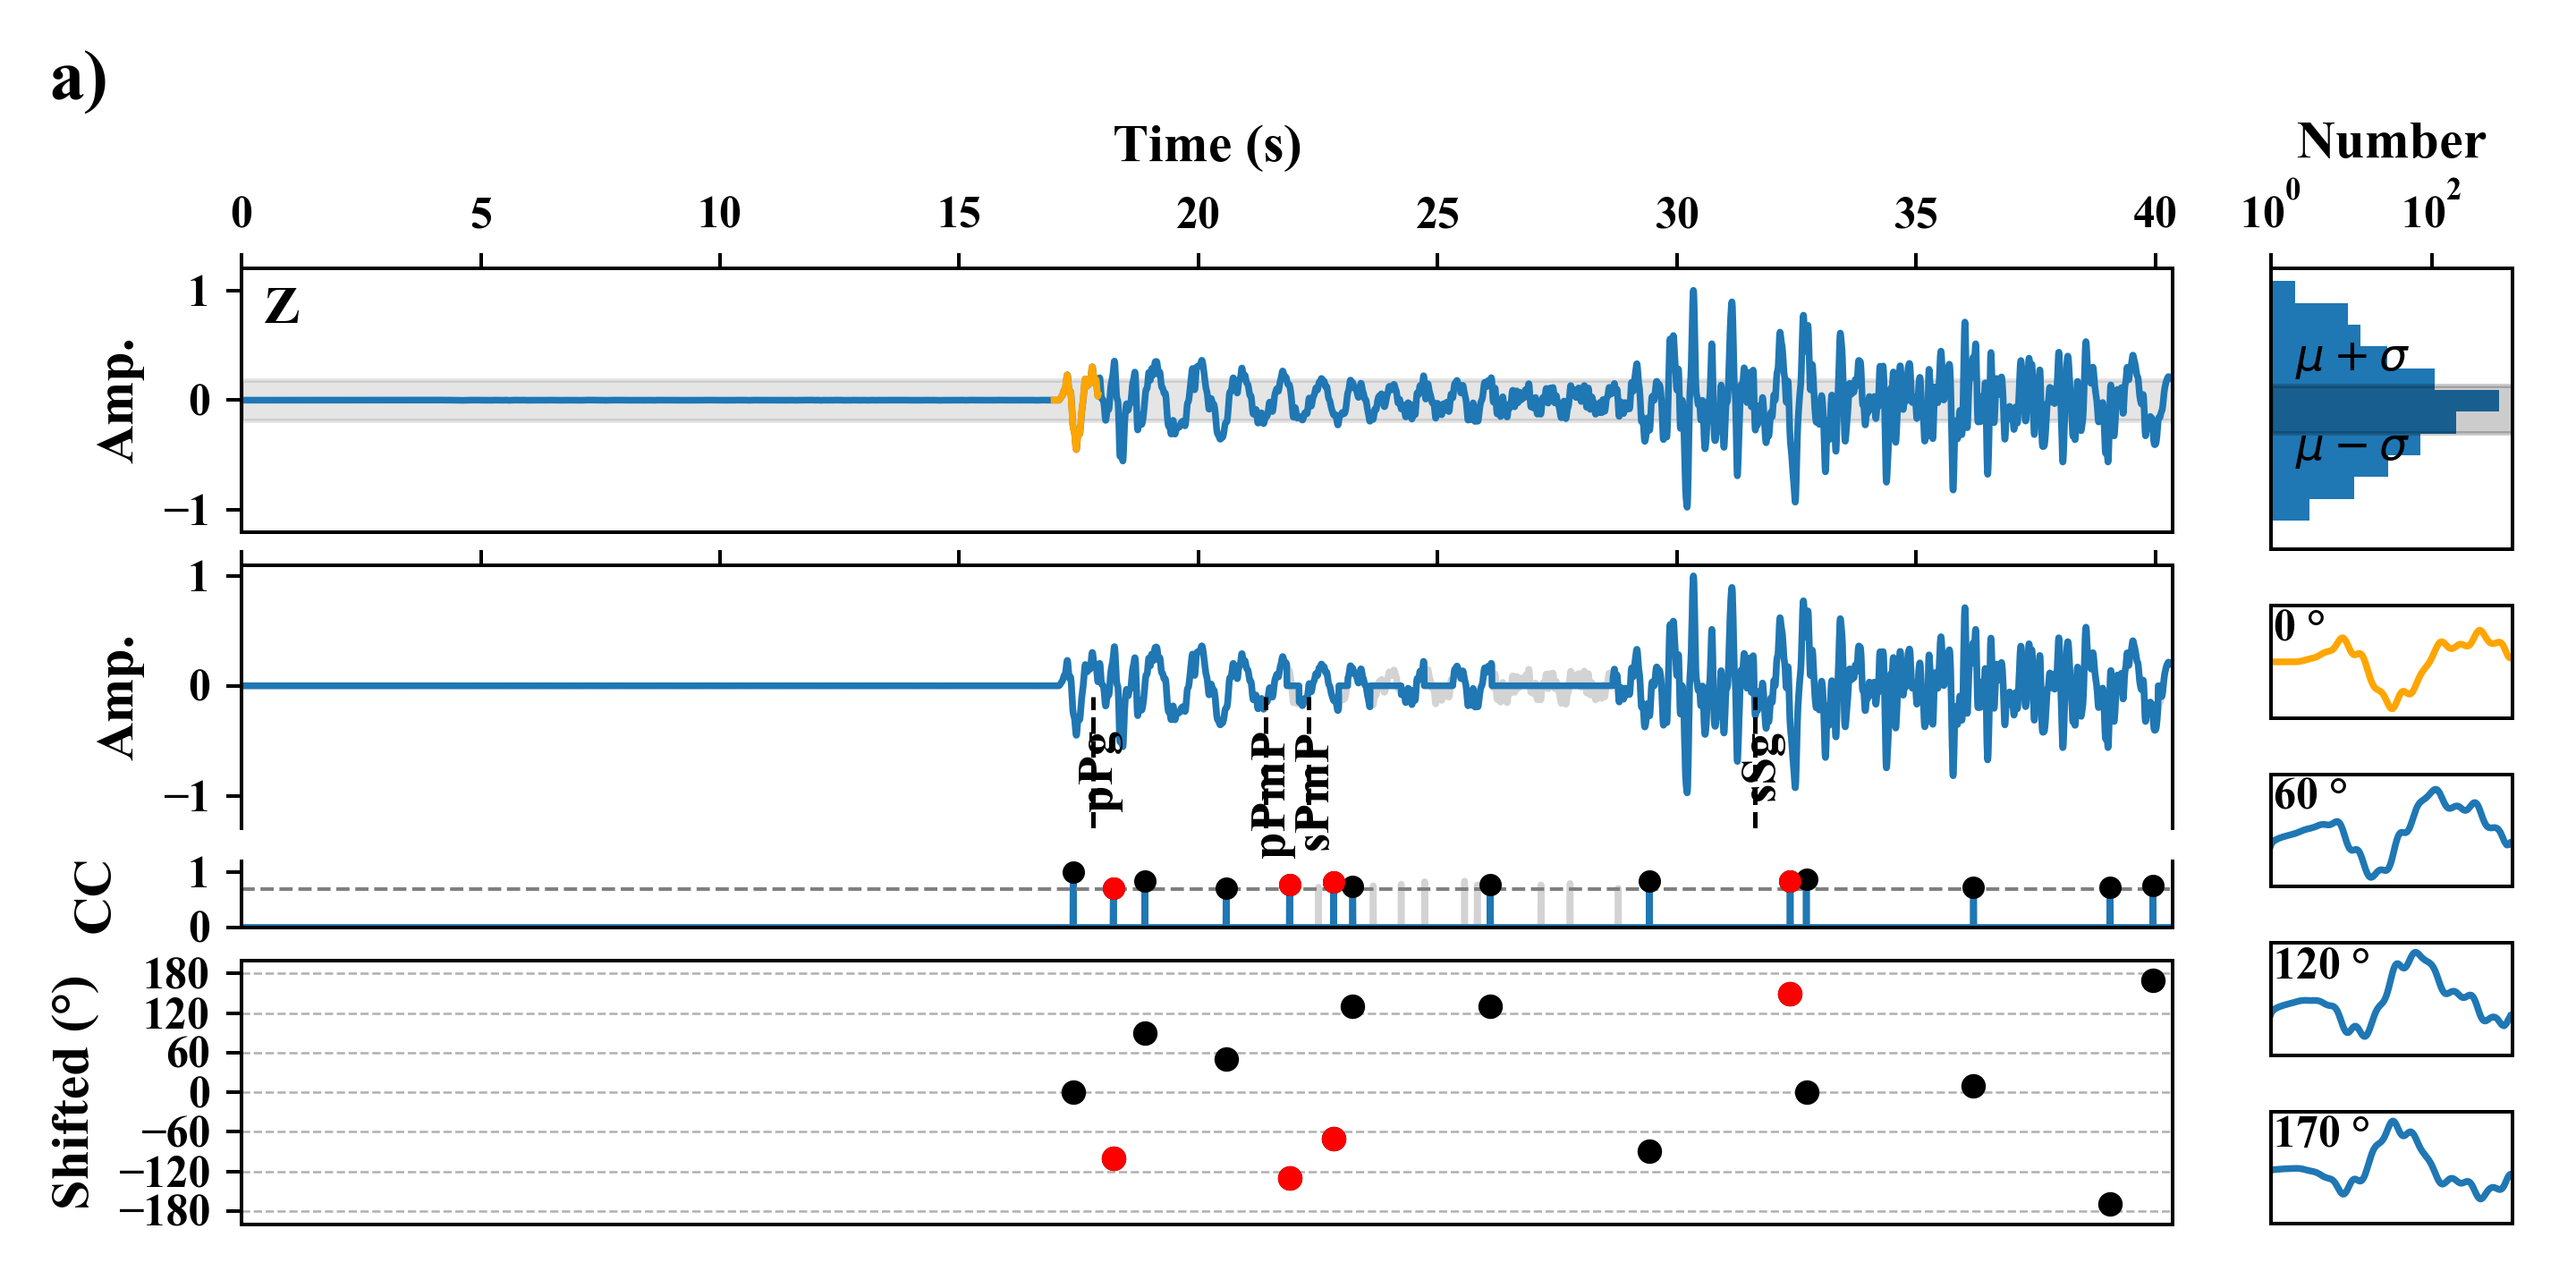 a)
Time (s)
Number
0 5 10 15 20 25 30 35 40
10^0 10^2
Z
Amp.
1
0
−1
μ + σ
μ − σ
Amp.
1
0
−1
pPg
pPmP
sPmP
sSg
CC
1
0
Shifted (°)
180
120
60
0
−60
−120
−180
0 °
60 °
120 °
170 °